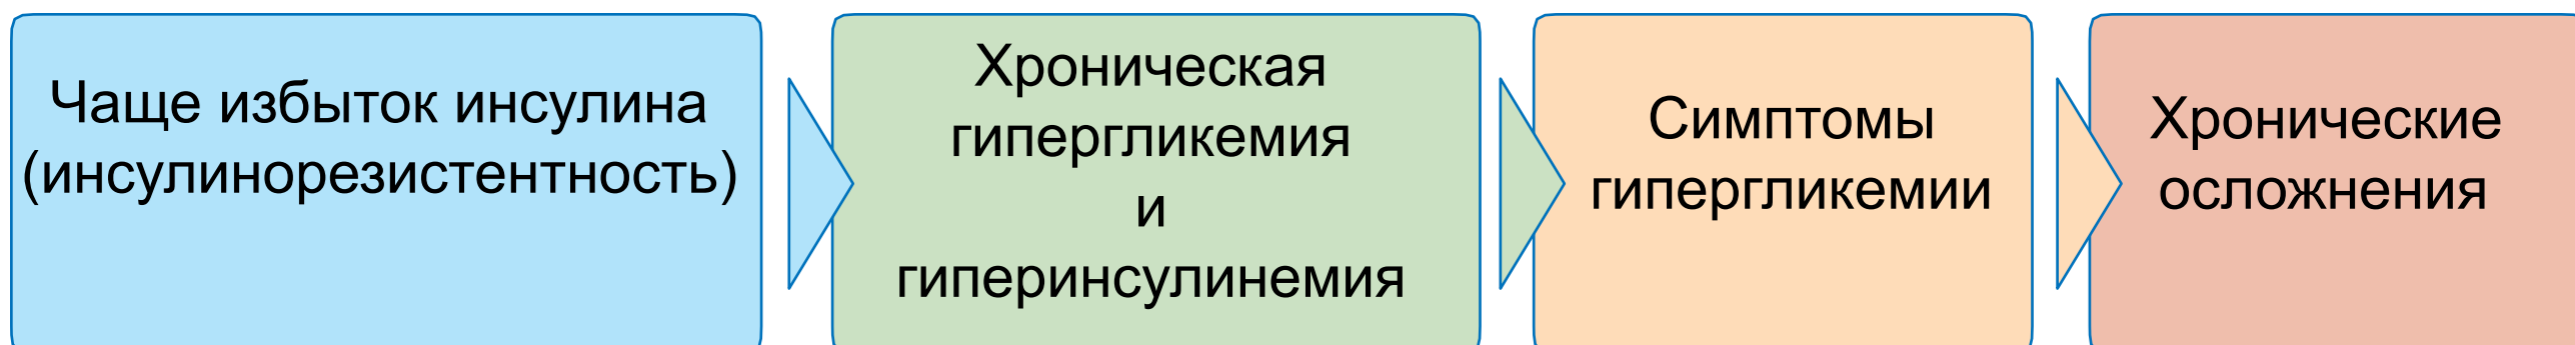 Чаще избыток инсулина
(инсулинорезистентность)
Хроническая
гипергликемия
и
гиперинсулинемия
Симптомы
гипергликемии
Хронические
осложнения